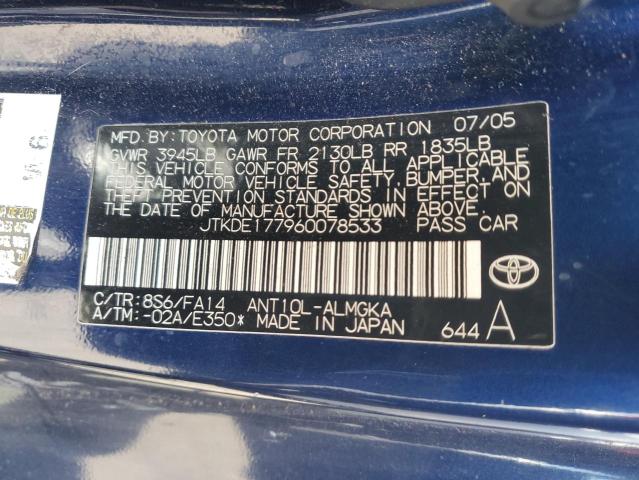 MFD.BY:TOYOTA MOTOR CORPORATION 07/05
GVWR 3945LB GAWR FR 2130LB RR 1835LB
THIS VEHICLE CONFORMS TO ALL APPLICABLE
FEDERAL MOTOR VEHICLE SAFETY, BUMPER, AND
THEFT PREVENTION STANDARDS IN EFFECT ON
THE DATE OF MANUFACTURE SHOWN ABOVE.
JTKDE177960078533 PASS CAR
C/TR:8S6/FA14 ANT10L-ALMGKA
A/TM:-02A/E350* MADE IN JAPAN
644 A